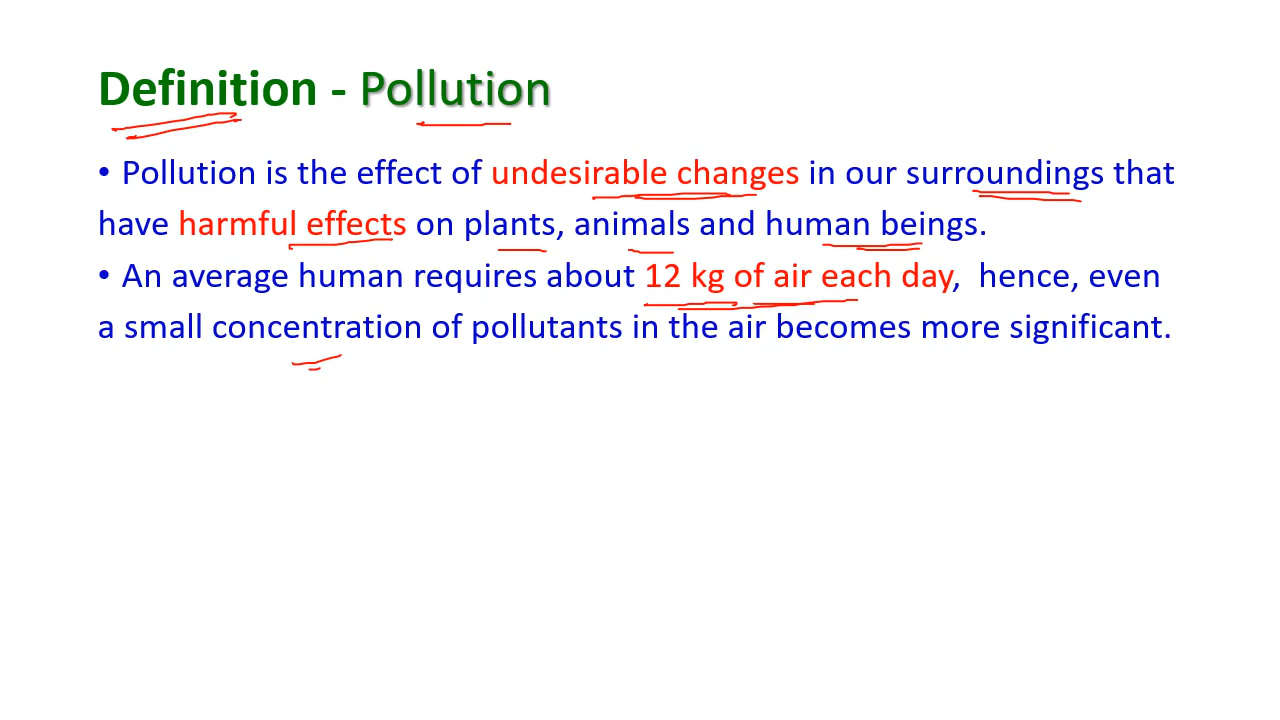 Definition - Pollution
• Pollution is the effect of undesirable changes in our surroundings that
have harmful effects on plants, animals and human beings.
• An average human requires about 12 kg of air each day,  hence, even
a small concentration of pollutants in the air becomes more significant.